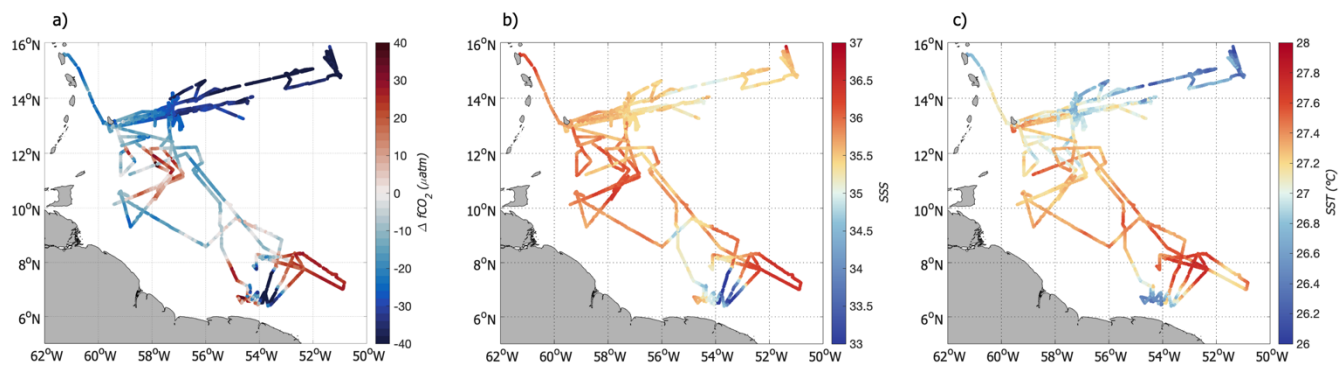 a)
16°N
14°N
12°N
10°N
8°N
6°N
62°W 60°W 58°W 56°W 54°W 52°W 50°W
40
30
20
10
0
−10
−20
−30
−40
Δ fCO2 (μatm)
b)
16°N
14°N
12°N
10°N
8°N
6°N
62°W 60°W 58°W 56°W 54°W 52°W 50°W
37
36.5
36
35.5
35
34.5
34
33.5
33
SSS
c)
16°N
14°N
12°N
10°N
8°N
6°N
62°W 60°W 58°W 56°W 54°W 52°W 50°W
28
27.8
27.6
27.4
27.2
27
26.8
26.6
26.4
26.2
26
SST (°C)